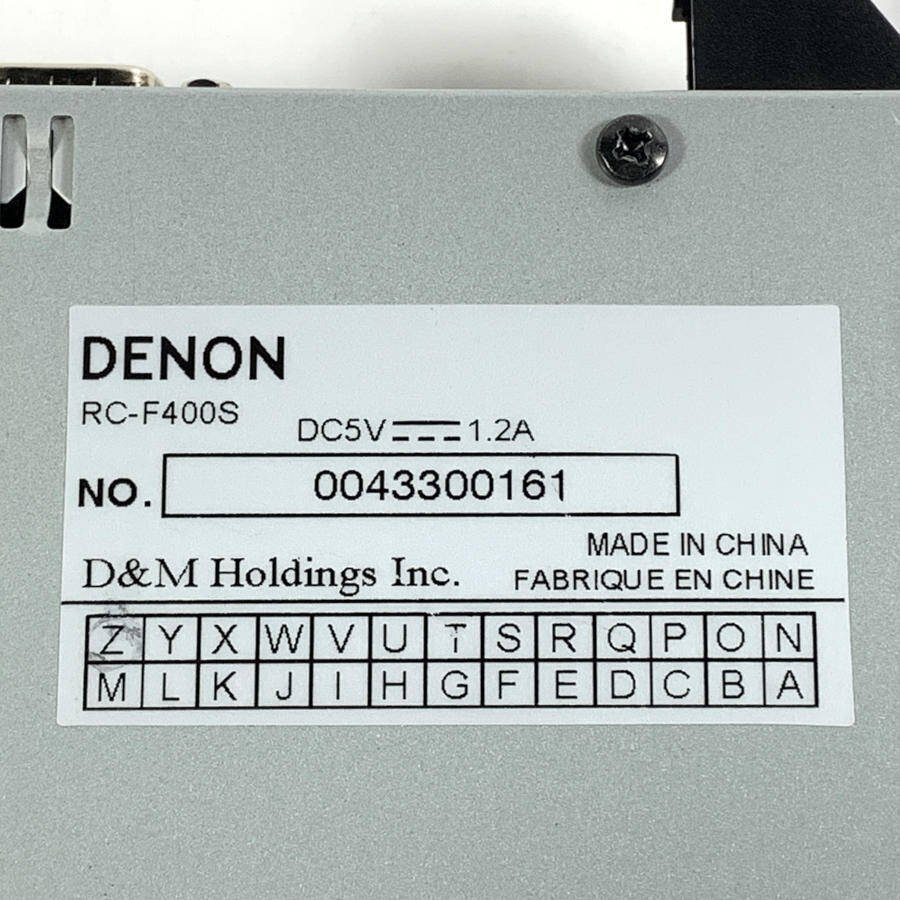 DENON
RC-F400S
DC5V 1.2A
NO. 0043300161
MADE IN CHINA
D&M Holdings Inc. FABRIQUE EN CHINE
Z Y X W V U T S R Q P O N
M L K J I H G F E D C B A